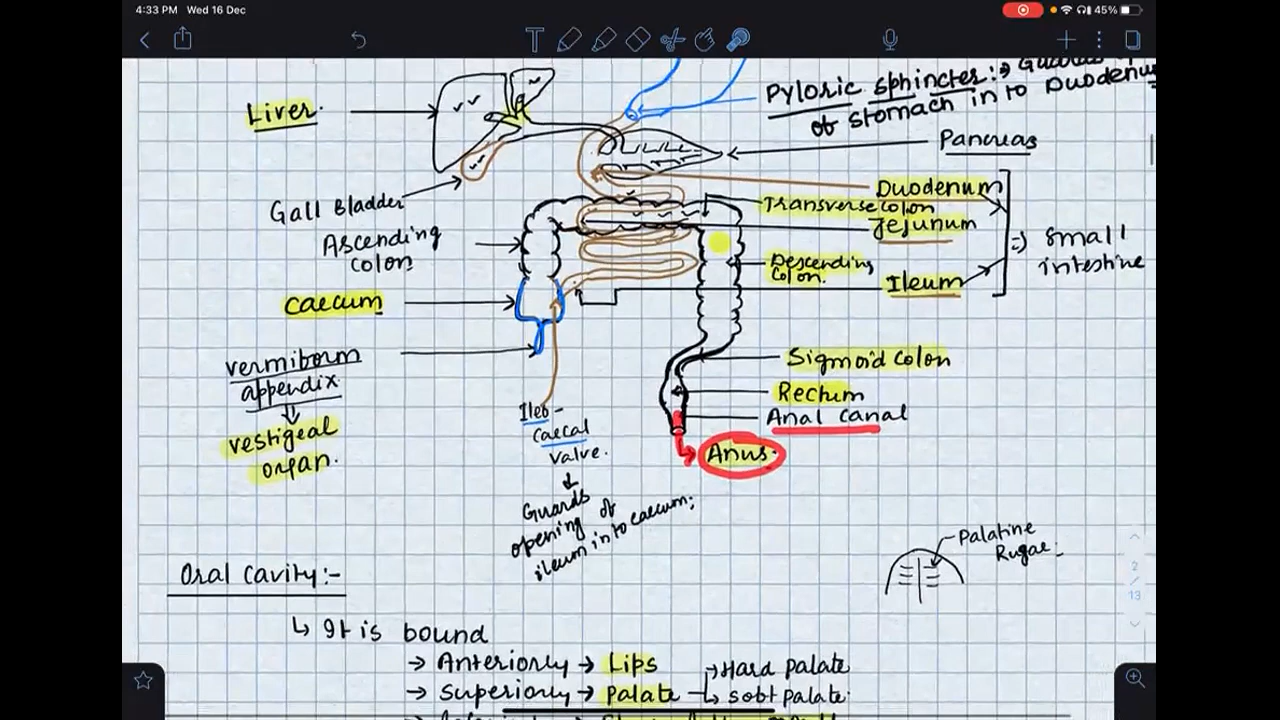 4:33 PM Wed 16 Dec
45%
Liver.
Pyloric sphincter:→
of stomach in to Duodenum
Pancreas
Gall Bladder
Duodenum
Transverse colon
Jejunum
Small
intestine
Ascending
colon
Descending
colon.
Ileum
caecum
vermiform
appendix
vestigeal
organ.
Sigmoid colon
Rectum
Anal canal
Anus.
Ileo-
Caecal
valve.
Guards
opening of
ileum into caecum;
Palatine
Rugae:
Oral Cavity:-
↳ It is bound
→ Anteriorly → Lips
→ Superiorly → Palate
→ Hard palate
→ soft palate
2
/
13